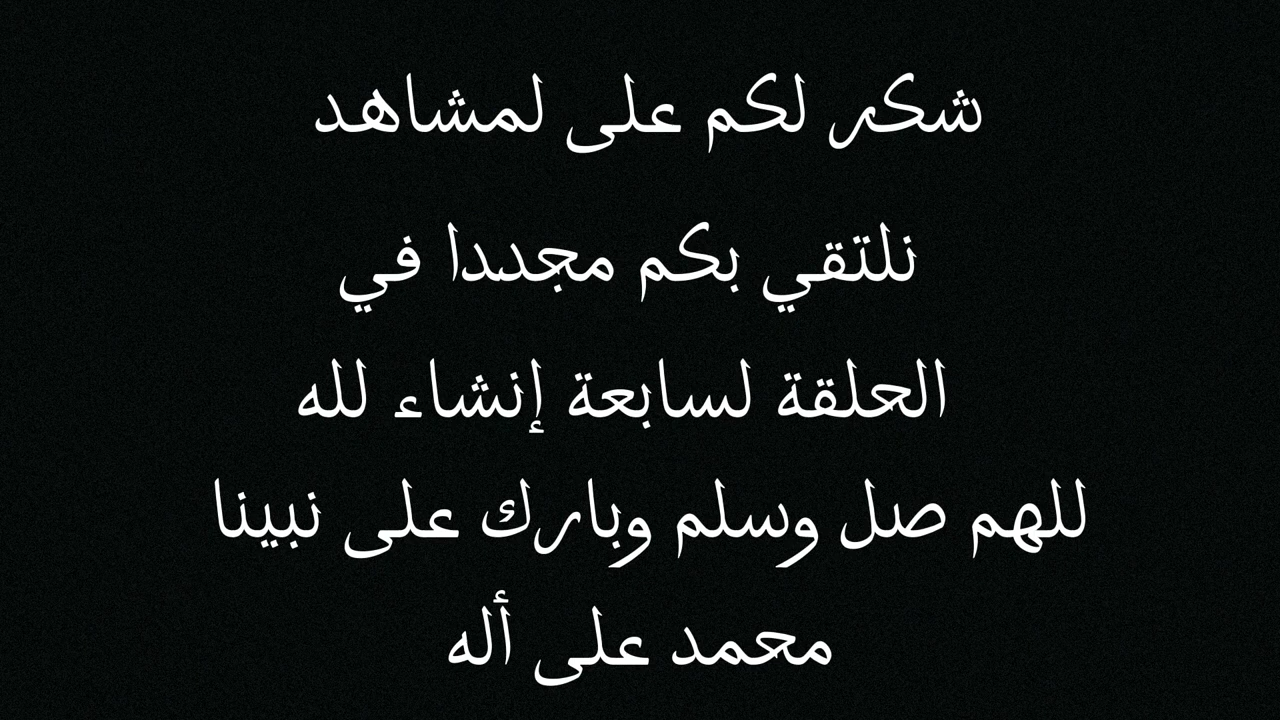 شكر لكم على لمشاهد
نلتقي بكم مجددا في
الحلقة لسابعة إنشاء لله
للهم صل وسلم وبارك على نبينا
محمد على أله